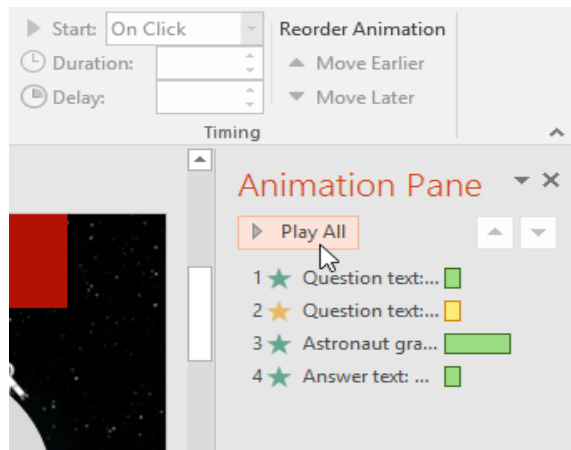 Start: On Click
Reorder Animation
Duration:
Move Earlier
Delay:
Move Later
Timing
Animation Pane
Play All
1 Question text:...
2 Question text:...
3 Astronaut gra...
4 Answer text: ...